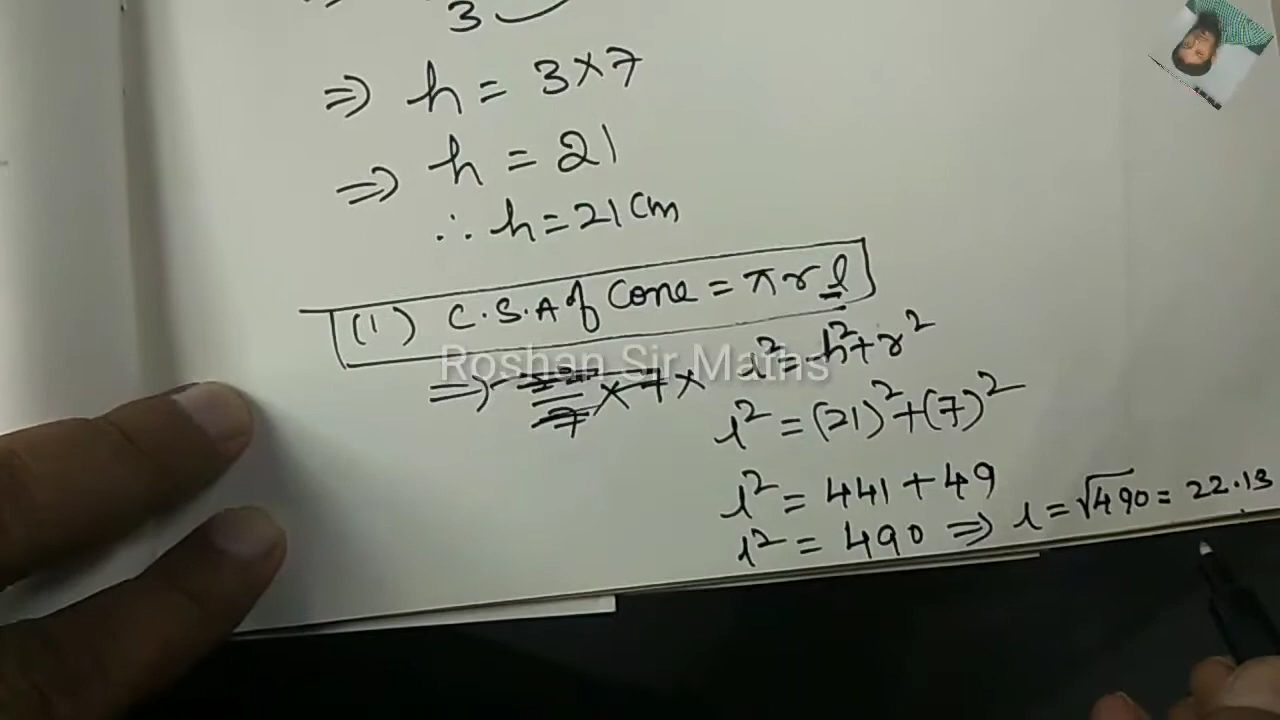 3
⇒ h = 3×7
⇒ h = 21
∴ h = 21 cm
(1) C.S.A of Cone = πrl
Roshan Sir Maths
⇒ × 7 × l² = h² + r²
l² = (21)² + (7)²
l² = 441 + 49
l² = 490 ⇒ l = √490 = 22.13